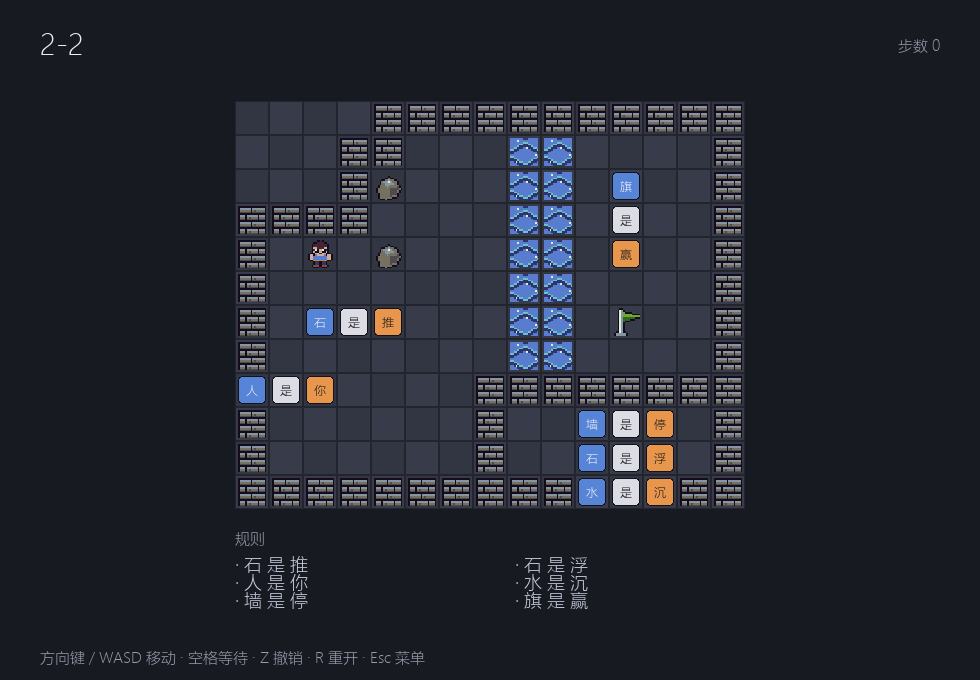 2-2
步数 0
旗
是
赢
石 是 推
人 是 你
墙 是 停
石 是 浮
水 是 沉
规则
· 石 是 推
· 人 是 你
· 墙 是 停
· 石 是 浮
· 水 是 沉
· 旗 是 赢
方向键 / WASD 移动 · 空格等待 · Z 撤销 · R 重开 · Esc 菜单